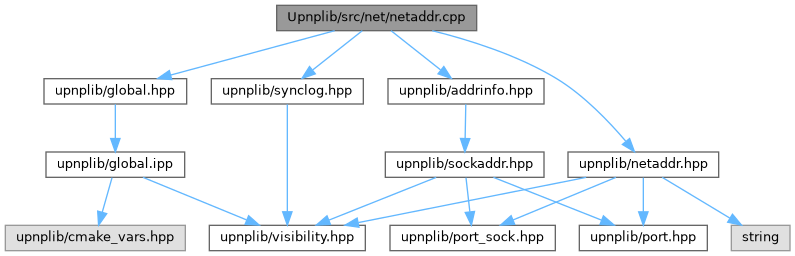 Upnplib/src/net/netaddr.cpp
upnplib/global.hpp
upnplib/synclog.hpp
upnplib/addrinfo.hpp
upnplib/global.ipp
upnplib/sockaddr.hpp
upnplib/netaddr.hpp
upnplib/cmake_vars.hpp
upnplib/visibility.hpp
upnplib/port_sock.hpp
upnplib/port.hpp
string